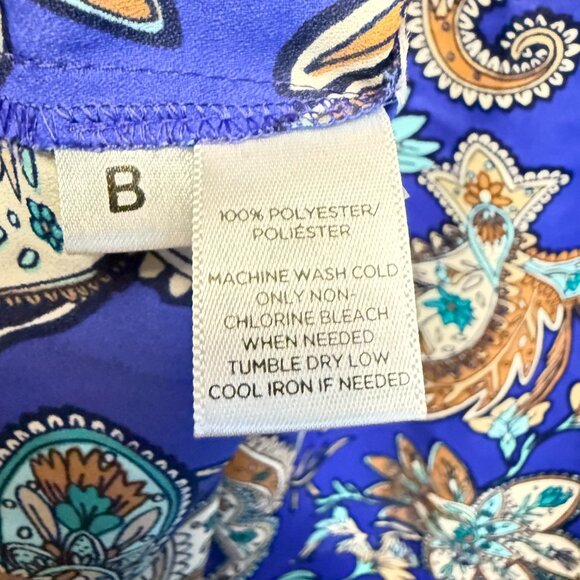 B
100% POLYESTER/
POLIÉSTER
MACHINE WASH COLD
ONLY NON-
CHLORINE BLEACH
WHEN NEEDED
TUMBLE DRY LOW
COOL IRON IF NEEDED